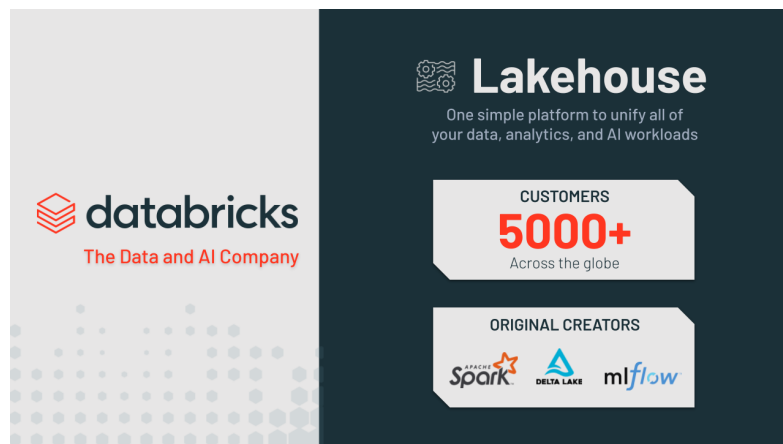 databricks
The Data and AI Company
Lakehouse
One simple platform to unify all of
your data, analytics, and AI workloads
CUSTOMERS
5000+
Across the globe
ORIGINAL CREATORS
APACHE
Spark
DELTA LAKE
mlflow